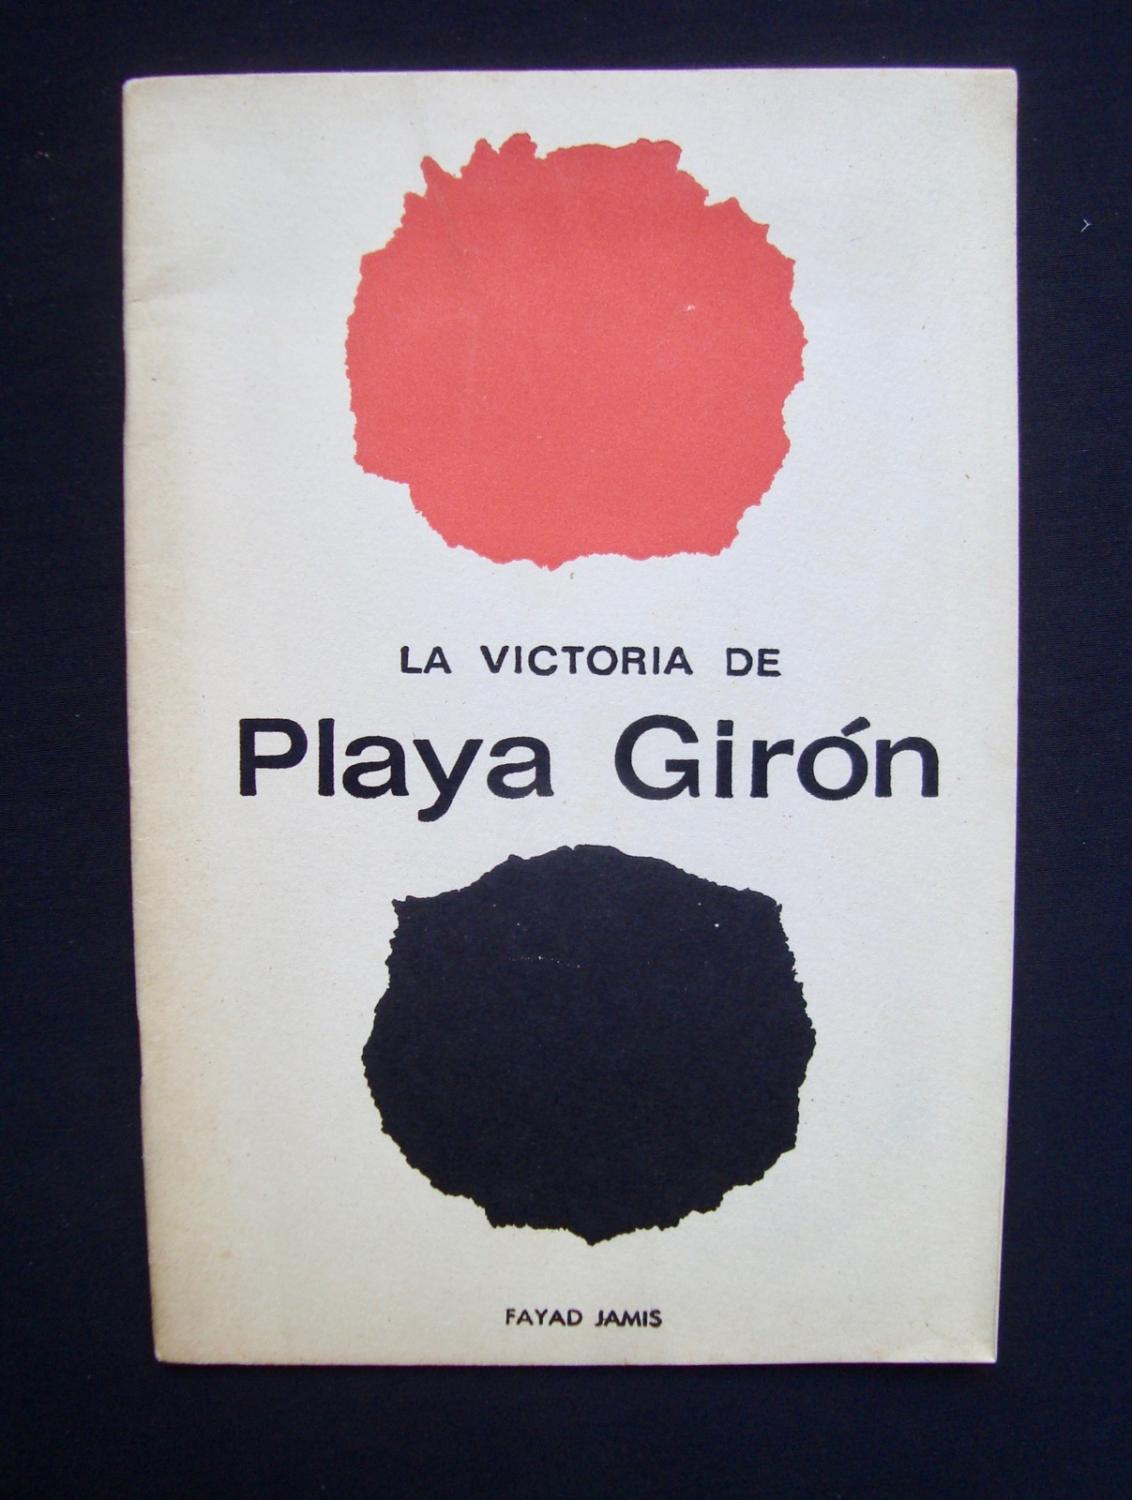 LA VICTORIA DE
Playa Girón
FAYAD JAMIS